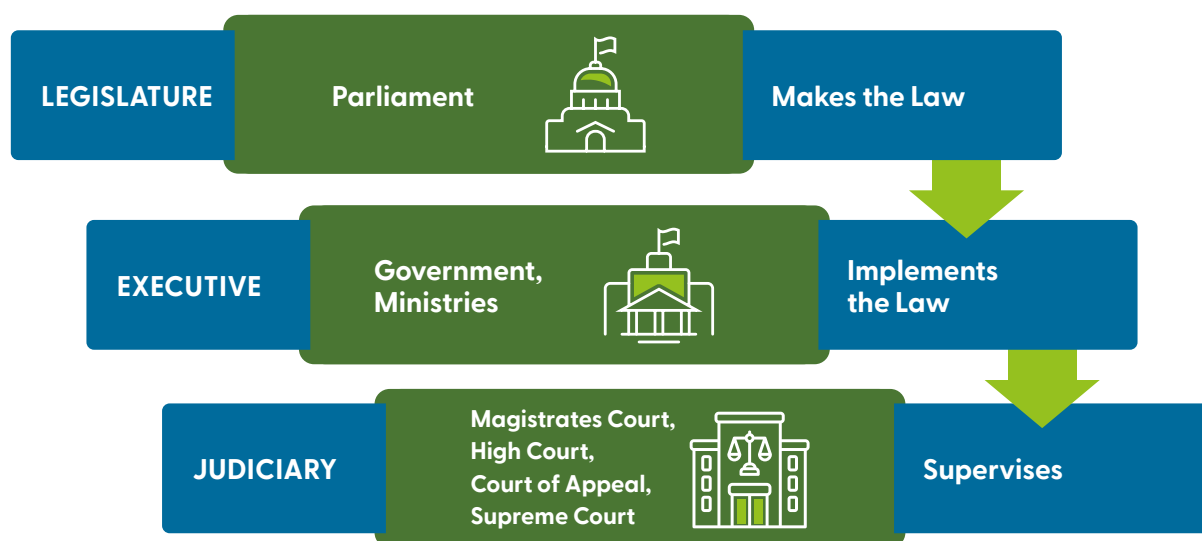 LEGISLATURE
Parliament
Makes the Law
EXECUTIVE
Government,
Ministries
Implements
the Law
JUDICIARY
Magistrates Court,
High Court,
Court of Appeal,
Supreme Court
Supervises